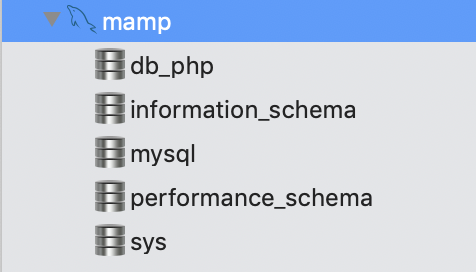 mamp
db_php
information_schema
mysql
performance_schema
sys